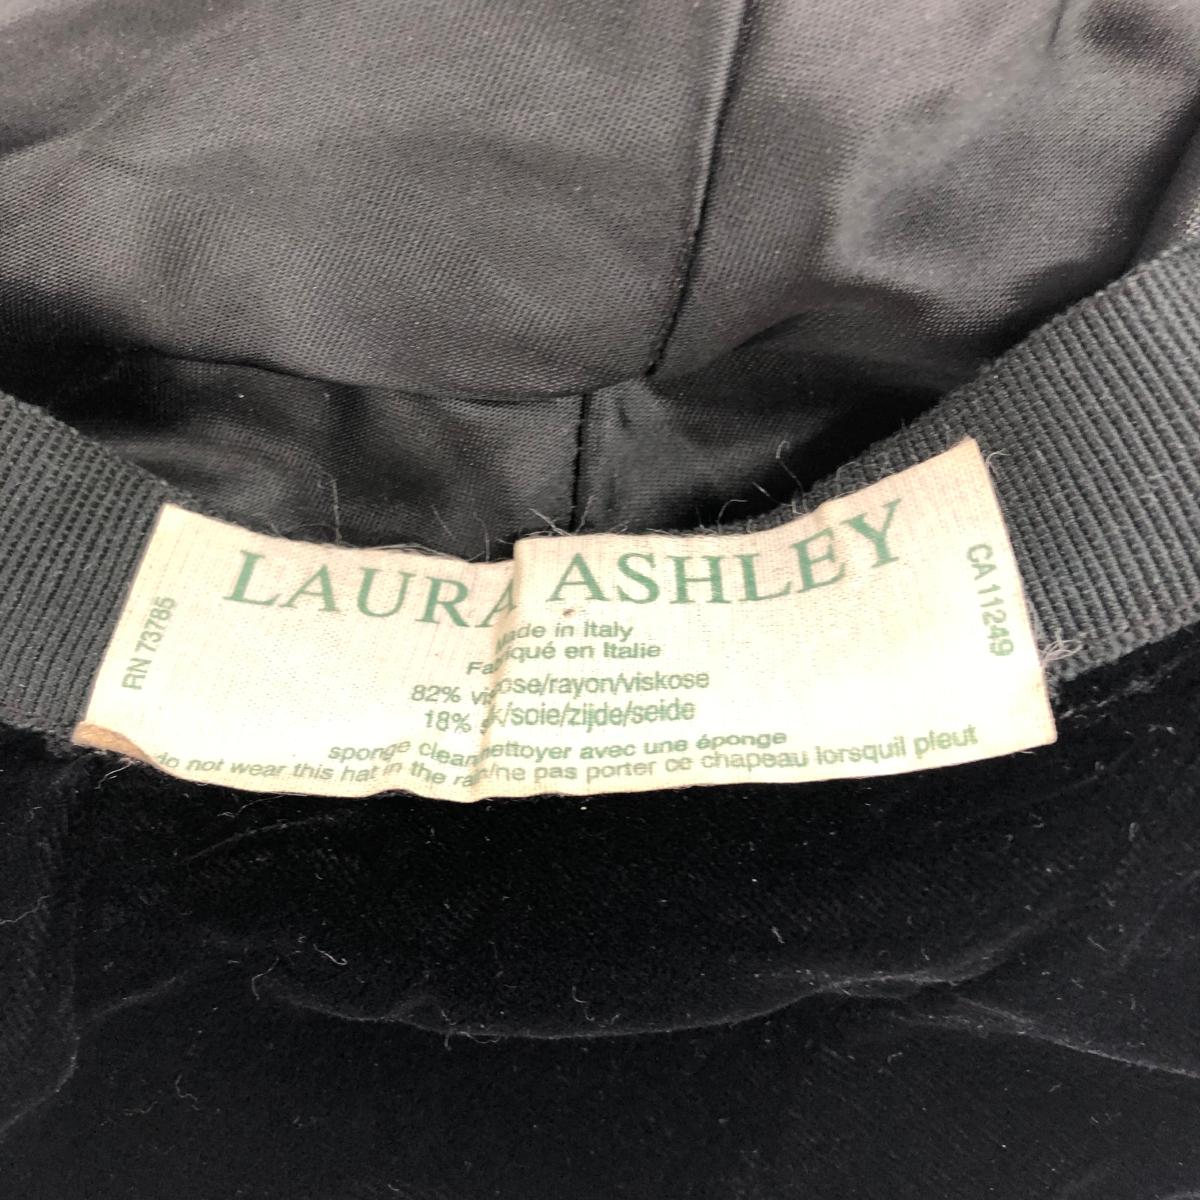 LAURA ASHLEY
RN 73785
CA 11249
Made in Italy
Fabriqué en Italie
82% viscose/rayon/viskose
18% silk/soie/zijde/seide
sponge clean/nettoyer avec une éponge
do not wear this hat in the rain/ne pas porter ce chapeau lorsquil pleut